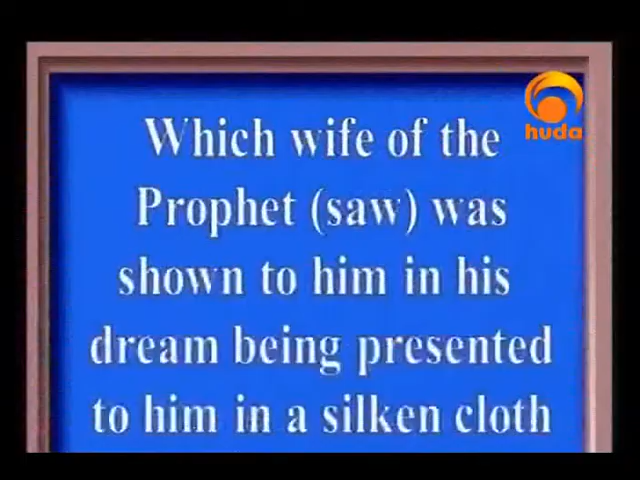 huda
Which wife of the
Prophet (saw) was
shown to him in his
dream being presented
to him in a silken cloth